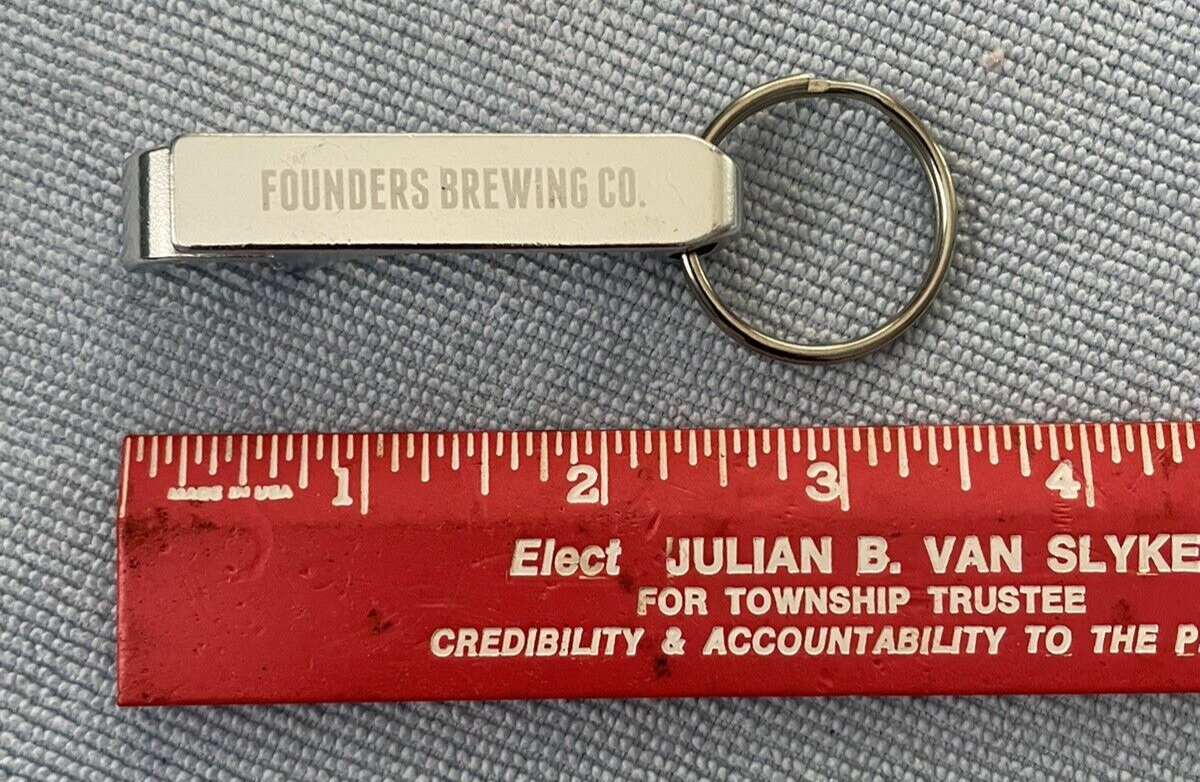 FOUNDERS BREWING CO.
1 2 3 4
MADE IN USA
Elect JULIAN B. VAN SLYKE
FOR TOWNSHIP TRUSTEE
CREDIBILITY & ACCOUNTABILITY TO THE